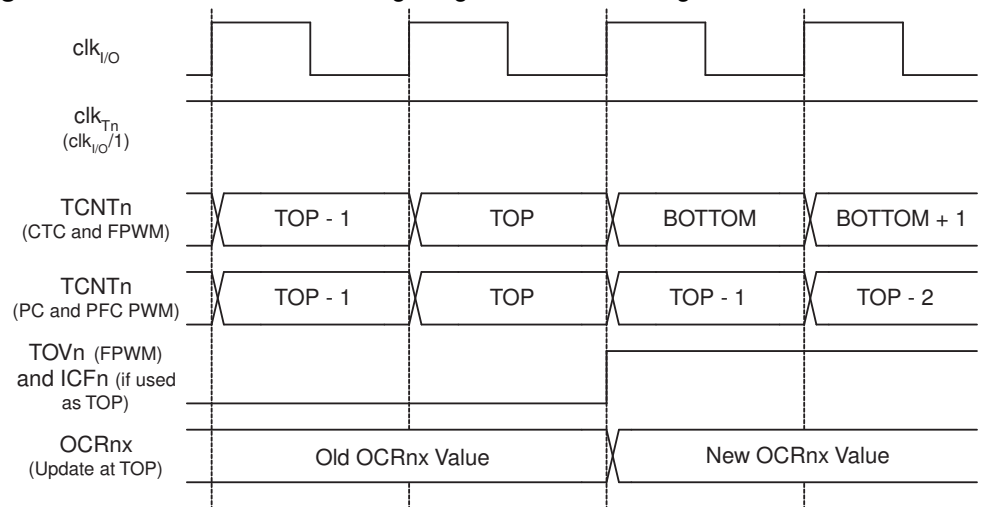 clkI/O
clkTn
(clkI/O/1)
TCNTn
(CTC and FPWM)
TOP - 1 TOP BOTTOM BOTTOM + 1
TCNTn
(PC and PFC PWM)
TOP - 1 TOP TOP - 1 TOP - 2
TOVn (FPWM)
and ICFn (if used
as TOP)
OCRnx
(Update at TOP)
Old OCRnx Value New OCRnx Value